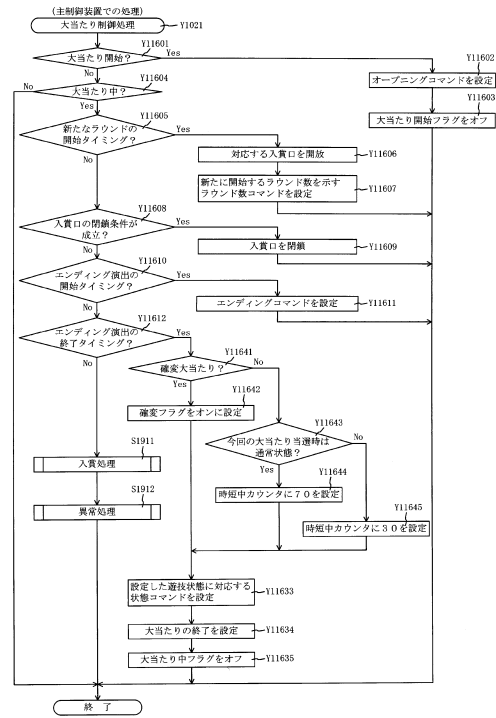 (主制御装置での処理)
大当たり制御処理
Y1021
Y11601
大当たり開始？
Yes
No
Y11602
オープニングコマンドを設定
Y11603
大当たり開始フラグをオフ
Y11604
大当たり中？
No
Yes
Y11605
新たなラウンドの
開始タイミング？
Yes
No
対応する入賞口を開放
Y11606
新たに開始するラウンド数を示す
ラウンド数コマンドを設定
Y11607
Y11608
入賞口の閉鎖条件が
成立？
Yes
No
入賞口を閉鎖
Y11609
Y11610
エンディング演出の
開始タイミング？
Yes
No
エンディングコマンドを設定
Y11611
Y11612
エンディング演出の
終了タイミング？
Yes
No
Y11641
確変大当たり？
No
Yes
Y11642
確変フラグをオンに設定
Y11643
今回の大当たり当選時は
通常状態？
No
Yes
Y11644
時短中カウンタに７０を設定
Y11645
時短中カウンタに３０を設定
S1911
入賞処理
S1912
異常処理
設定した遊技状態に対応する
状態コマンドを設定
Y11633
大当たりの終了を設定
Y11634
大当たり中フラグをオフ
Y11635
終 了